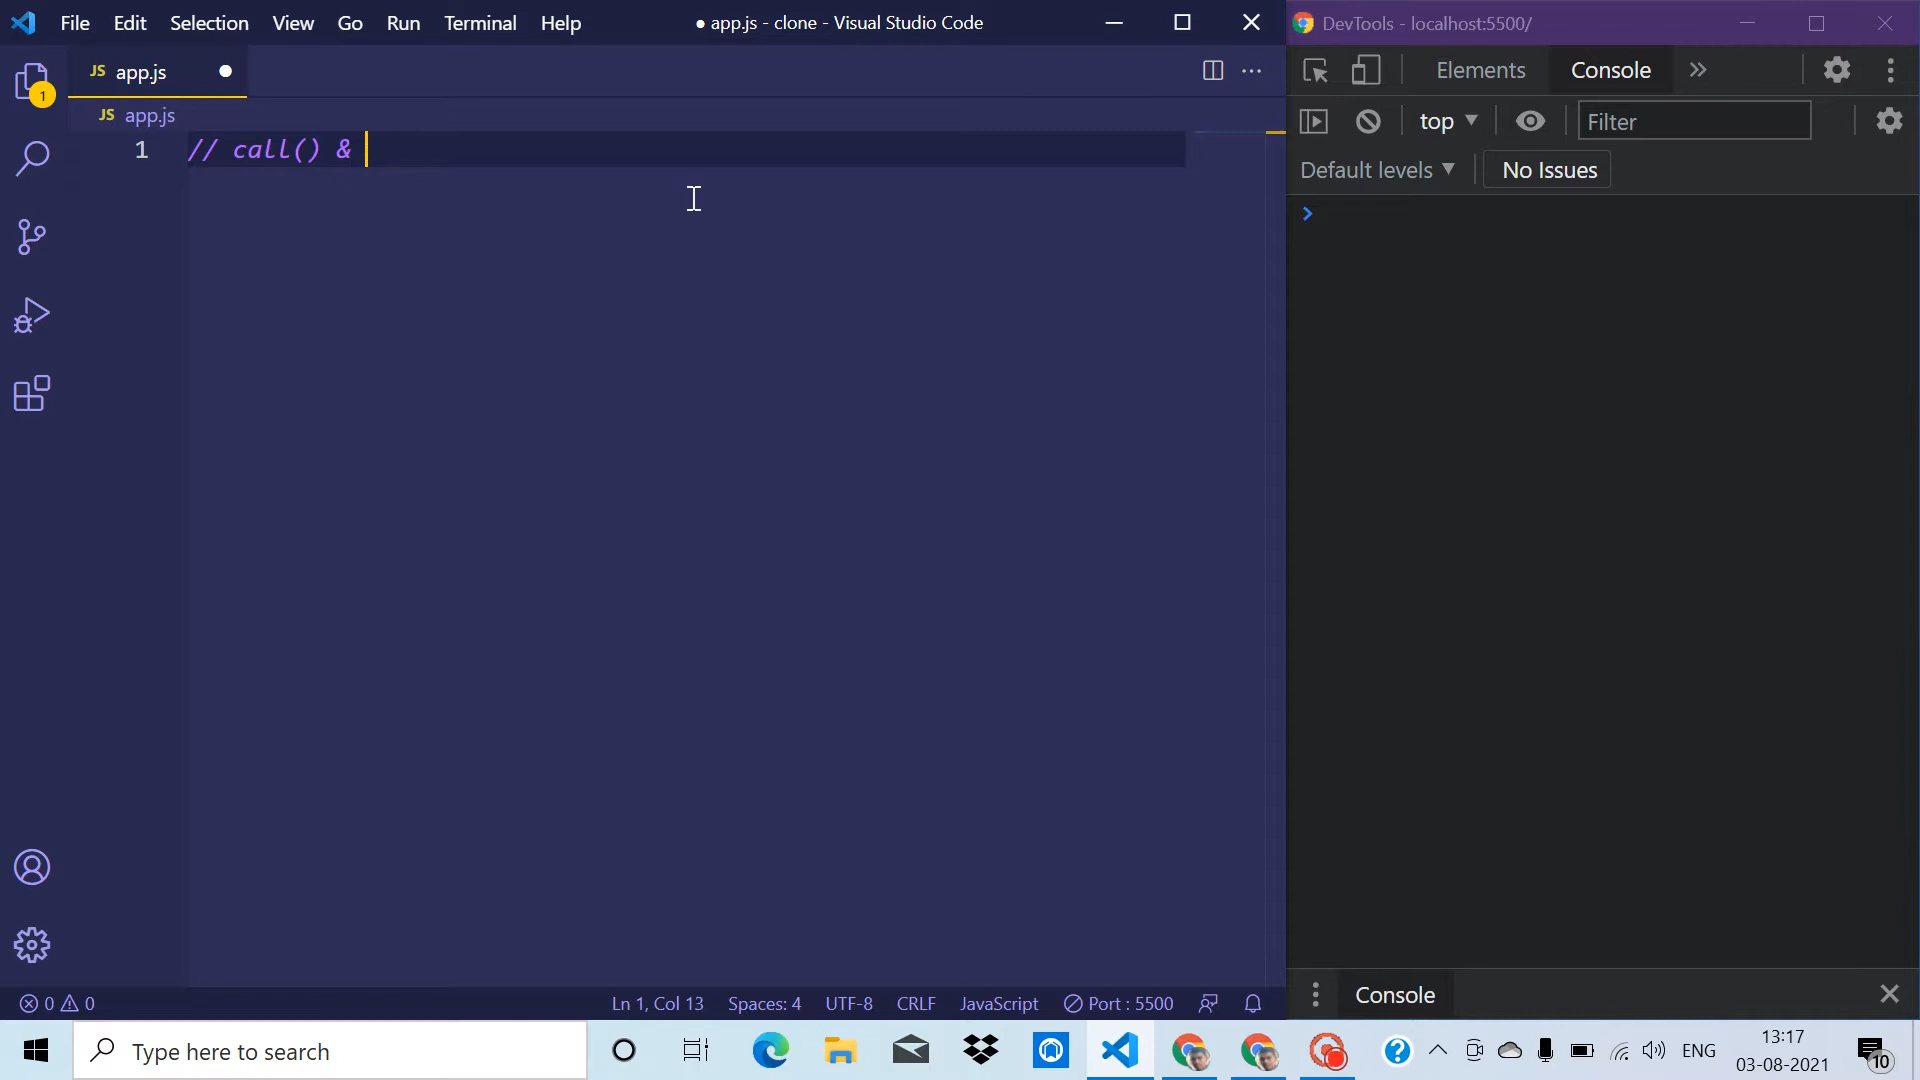 File Edit Selection View Go Run Terminal Help ● app.js - clone - Visual Studio Code
DevTools - localhost:5500/
JS app.js
Elements Console
1
JS app.js
top Filter
1 // call() &
Default levels No Issues
0 0 Ln 1, Col 13 Spaces: 4 UTF-8 CRLF JavaScript Port : 5500
Console
Type here to search
ENG
13:17
03-08-2021
10